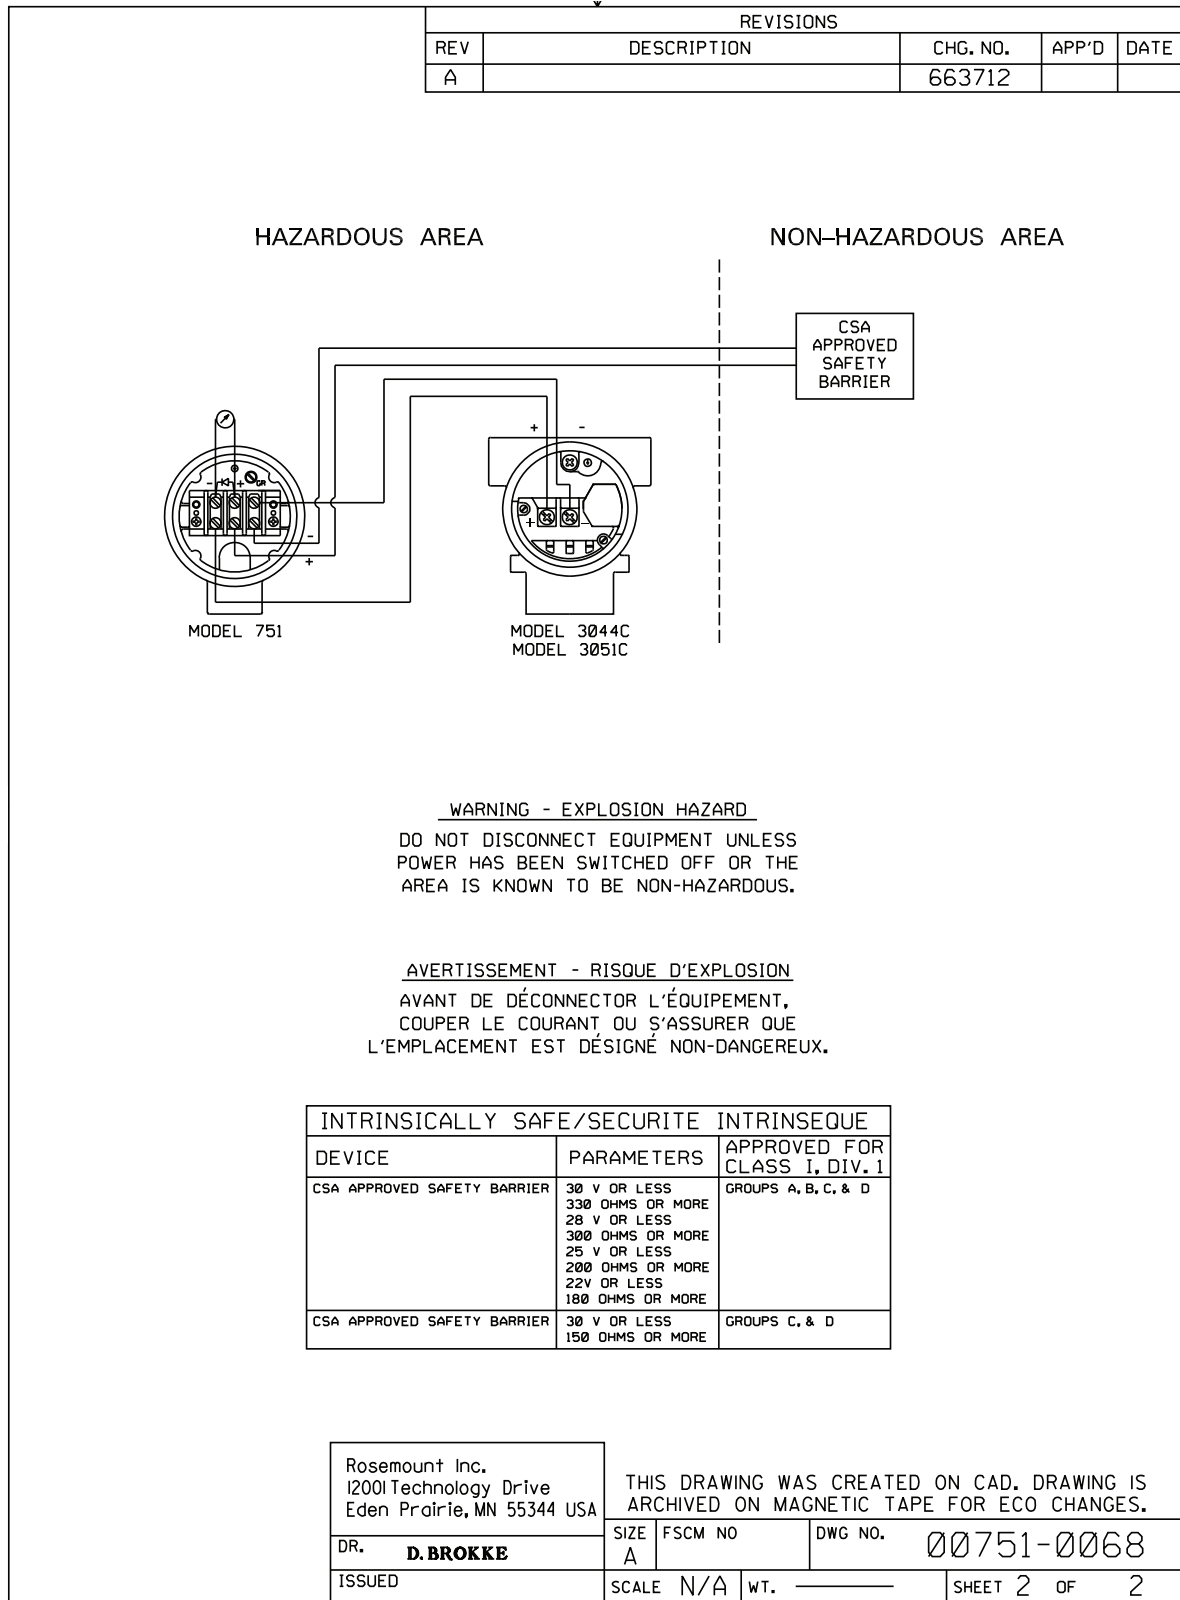 REVISIONS
REV DESCRIPTION CHG. NO. APP'D DATE
A 663712
HAZARDOUS AREA NON–HAZARDOUS AREA
CSA
APPROVED
SAFETY
BARRIER
+ -
- + GR
+ -
-
+
MODEL 751
MODEL 3044C
MODEL 3051C
WARNING - EXPLOSION HAZARD
DO NOT DISCONNECT EQUIPMENT UNLESS
POWER HAS BEEN SWITCHED OFF OR THE
AREA IS KNOWN TO BE NON-HAZARDOUS.
AVERTISSEMENT - RISQUE D'EXPLOSION
AVANT DE DÉCONNECTOR L'ÉQUIPEMENT,
COUPER LE COURANT OU S'ASSURER QUE
L'EMPLACEMENT EST DÉSIGNÉ NON-DANGEREUX.
INTRINSICALLY SAFE/SECURITE INTRINSEQUE
DEVICE PARAMETERS APPROVED FOR
CLASS I, DIV. 1
CSA APPROVED SAFETY BARRIER 30 V OR LESS GROUPS A, B, C, & D
330 OHMS OR MORE
28 V OR LESS
300 OHMS OR MORE
25 V OR LESS
200 OHMS OR MORE
22V OR LESS
180 OHMS OR MORE
CSA APPROVED SAFETY BARRIER 30 V OR LESS GROUPS C, & D
150 OHMS OR MORE
Rosemount Inc.
12001 Technology Drive
Eden Prairie, MN 55344 USA
THIS DRAWING WAS CREATED ON CAD. DRAWING IS
ARCHIVED ON MAGNETIC TAPE FOR ECO CHANGES.
DR. D. BROKKE
SIZE A FSCM NO DWG NO. 00751-0068
ISSUED
SCALE N/A WT. SHEET 2 OF 2